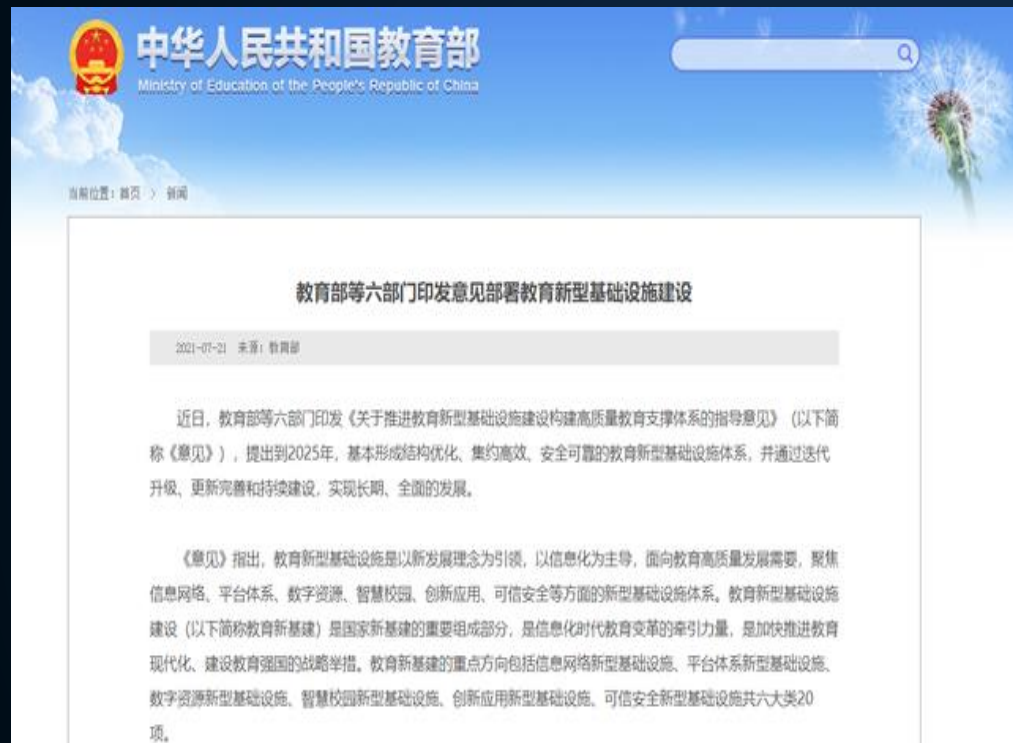 中华人民共和国教育部
Ministry of Education of the People's Republic of China
当前位置：首页 > 新闻
教育部等六部门印发意见部署教育新型基础设施建设
2021-07-21 来源：教育部
近日，教育部等六部门印发《关于推进教育新型基础设施建设构建高质量教育支撑体系的指导意见》（以下简
称《意见》），提出到2025年，基本形成结构优化、集约高效、安全可靠的教育新型基础设施体系，并通过迭代
升级、更新完善和持续建设，实现长期、全面的发展。
《意见》指出，教育新型基础设施是以新发展理念为引领，以信息化为主导，面向教育高质量发展需要，聚焦
信息网络、平台体系、数字资源、智慧校园、创新应用、可信安全等方面的新型基础设施体系。教育新型基础设施
建设（以下简称教育新基建）是国家新基建的重要组成部分，是信息化时代教育变革的牵引力量，是加快推进教育
现代化、建设教育强国的战略举措。教育新基建的重点方向包括信息网络新型基础设施、平台体系新型基础设施、
数字资源新型基础设施、智慧校园新型基础设施、创新应用新型基础设施、可信安全新型基础设施共六大类20
项。